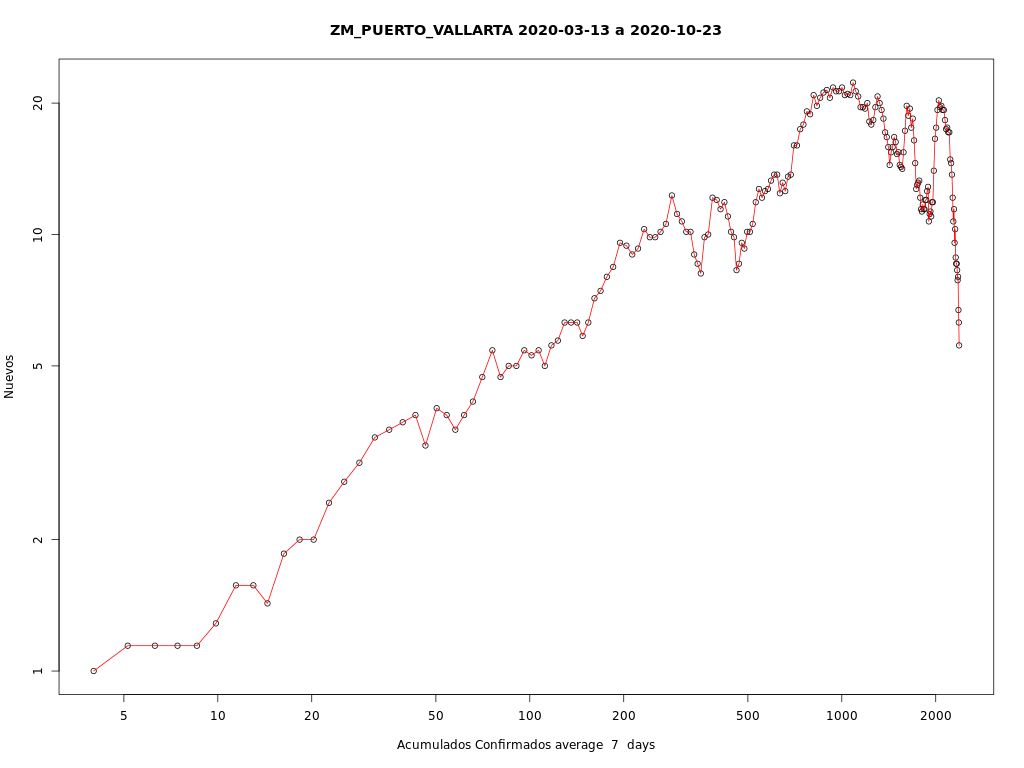 ZM_PUERTO_VALLARTA 2020-03-13 a 2020-10-23
Nuevos
20
10
5
2
1
5 10 20 50 100 200 500 1000 2000
Acumulados Confirmados average 7 days